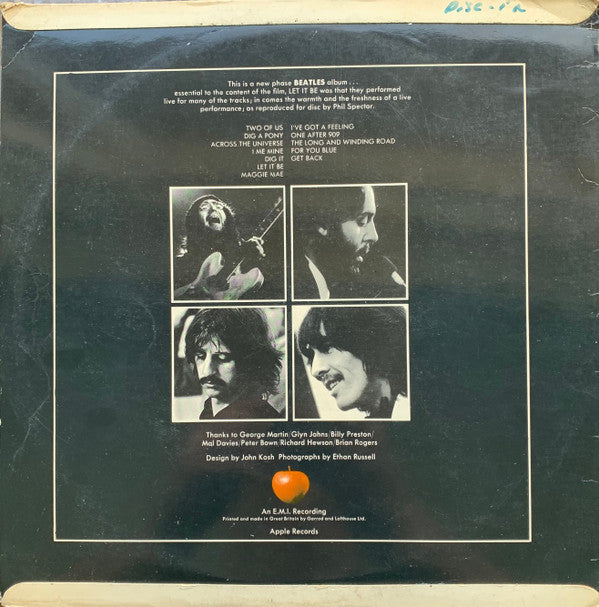 This is a new phase BEATLES album . . .
essential to the content of the film, LET IT BE was that they performed
live for many of the tracks; in comes the warmth and the freshness of a live
performance; as reproduced for disc by Phil Spector.
TWO OF US
DIG A PONY
ACROSS THE UNIVERSE
I ME MINE
DIG IT
LET IT BE
MAGGIE MAE
I'VE GOT A FEELING
ONE AFTER 909
THE LONG AND WINDING ROAD
FOR YOU BLUE
GET BACK
Thanks to George Martin/Glyn Jahns/Billy Preston/
Mal Davies/Peter Bown/Richard Hewson/Brian Rogers
Design by John Kosh Photographs by Ethan Russell
An E.M.I. Recording
Printed and made in Great Britain by Garrod and Lofthouse Ltd.
Apple Records